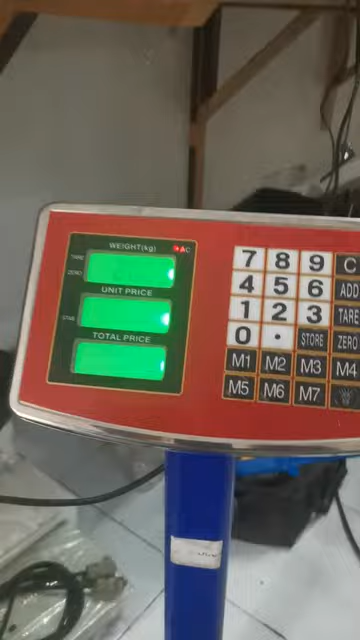 WEIGHT(kg) AC
TARE
ZERO
UNIT PRICE
STAB
TOTAL PRICE
7 8 9 C
4 5 6 ADD
1 2 3 TARE
0 . STORE ZERO
M1 M2 M3 M4
M5 M6 M7